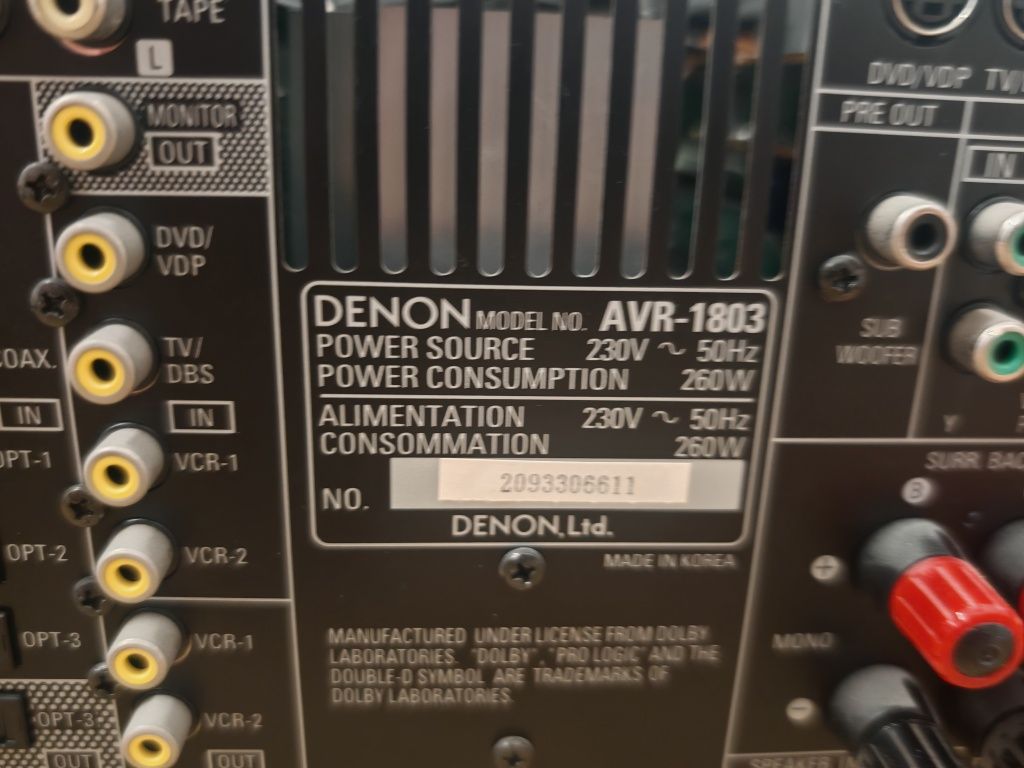 TAPE
L
MONITOR
OUT
DVD/
VDP
COAX.
TV/
DBS
IN
IN
OPT-1
VCR-1
OPT-2
VCR-2
OPT-3
VCR-1
OPT-3
VCR-2
OUT
OUT
DENON MODEL NO. AVR-1803
POWER SOURCE 230V ~ 50Hz
POWER CONSUMPTION 260W
ALIMENTATION 230V ~ 50Hz
CONSOMMATION 260W
NO. 2093306611
DENON, Ltd.
MADE IN KOREA
MANUFACTURED UNDER LICENSE FROM DOLBY
LABORATORIES. "DOLBY", "PRO LOGIC" AND THE
DOUBLE-D SYMBOL ARE TRADEMARKS OF
DOLBY LABORATORIES.
DVD/VDP TV/
PRE OUT
IN
SUB
WOOFER
Y
SURR. BAC
B
+
MONO
−
SPEAKER